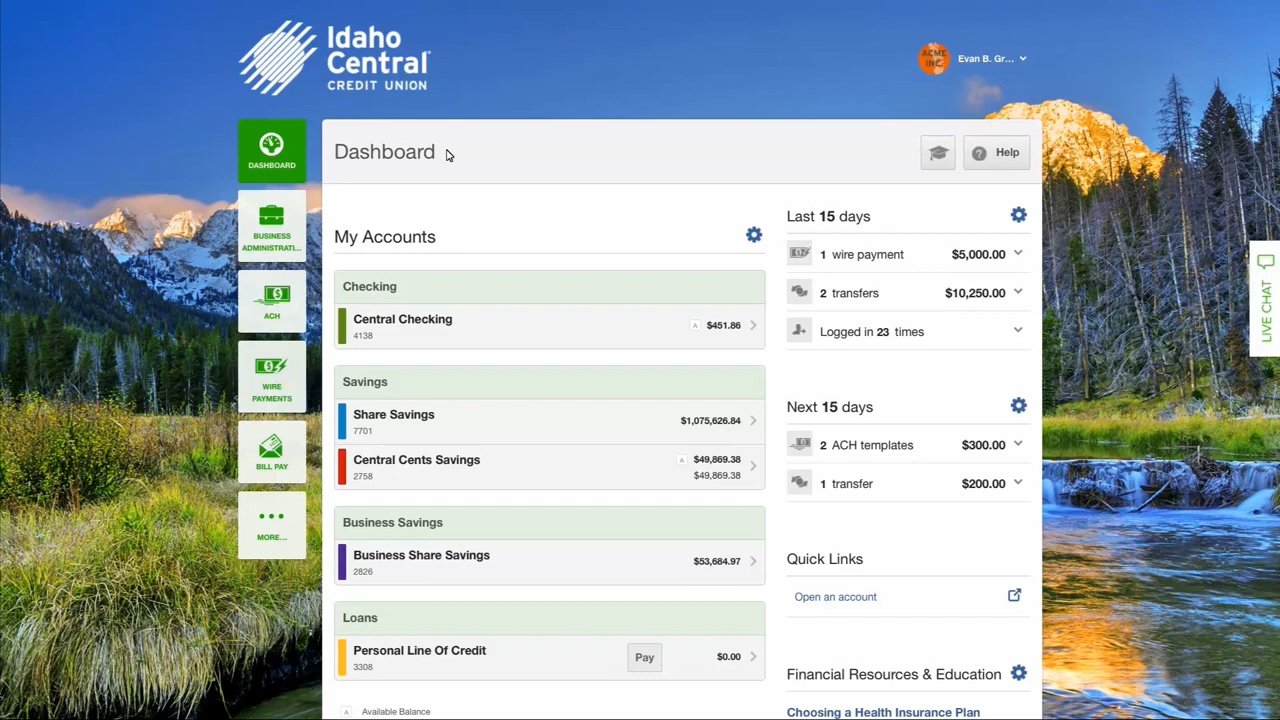 Idaho
Central
CREDIT UNION
ACME
INC.
Evan B. Gr...
DASHBOARD
BUSINESS
ADMINISTRATI...
ACH
WIRE
PAYMENTS
BILL PAY
MORE...
Dashboard
Help
My Accounts
Checking
Central Checking
4138
A $451.86
Savings
Share Savings
7701
$1,075,626.84
Central Cents Savings
2758
A $49,869.38
$49,869.38
Business Savings
Business Share Savings
2826
$53,684.97
Loans
Personal Line Of Credit
3308
Pay
$0.00
A Available Balance
Last 15 days
1 wire payment $5,000.00
2 transfers $10,250.00
Logged in 23 times
Next 15 days
2 ACH templates $300.00
1 transfer $200.00
Quick Links
Open an account
Financial Resources & Education
Choosing a Health Insurance Plan
LIVE CHAT